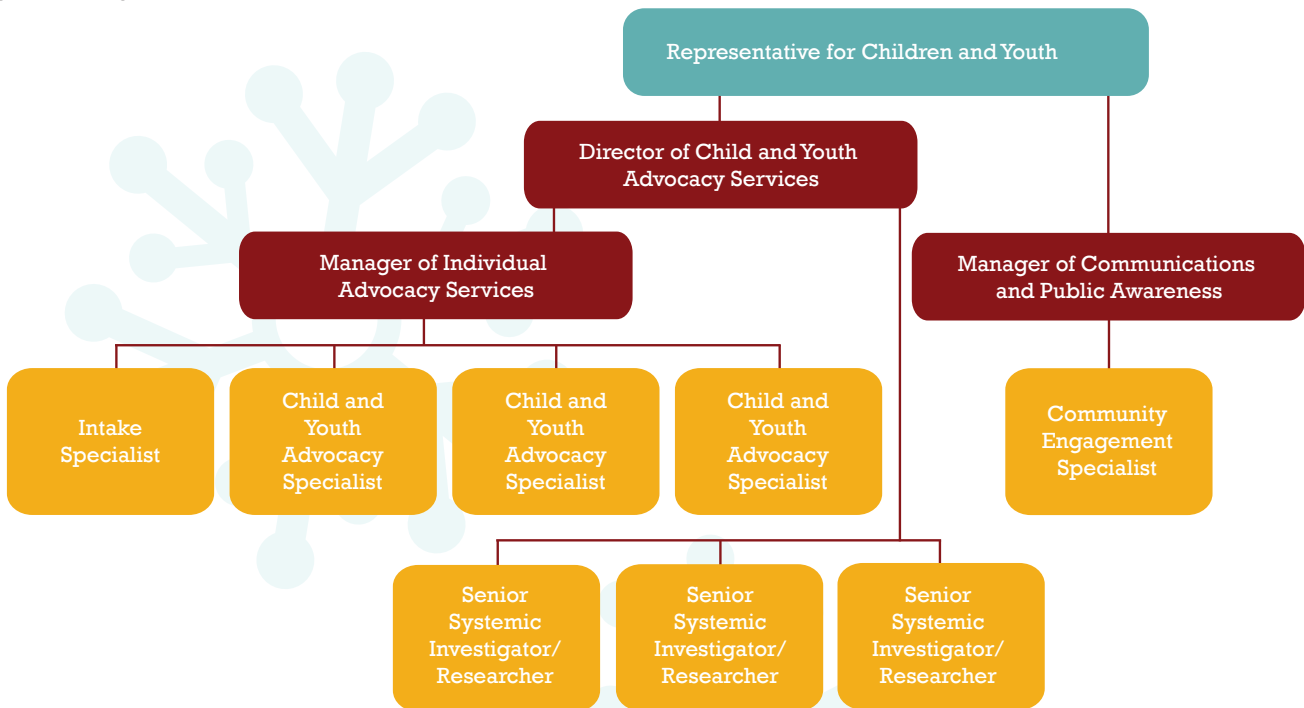 Representative for Children and Youth
Director of Child and Youth
Advocacy Services
Manager of Individual
Advocacy Services
Manager of Communications
and Public Awareness
Intake
Specialist
Child and
Youth
Advocacy
Specialist
Child and
Youth
Advocacy
Specialist
Child and
Youth
Advocacy
Specialist
Community
Engagement
Specialist
Senior
Systemic
Investigator/
Researcher
Senior
Systemic
Investigator/
Researcher
Senior
Systemic
Investigator/
Researcher